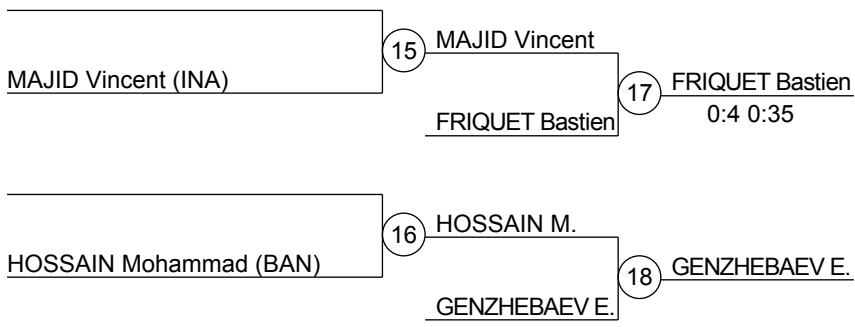 15 MAJID Vincent
MAJID Vincent (INA)
17 FRIQUET Bastien
0:4 0:35
FRIQUET Bastien
16 HOSSAIN M.
HOSSAIN Mohammad (BAN)
18 GENZHEBAEV E.
GENZHEBAEV E.